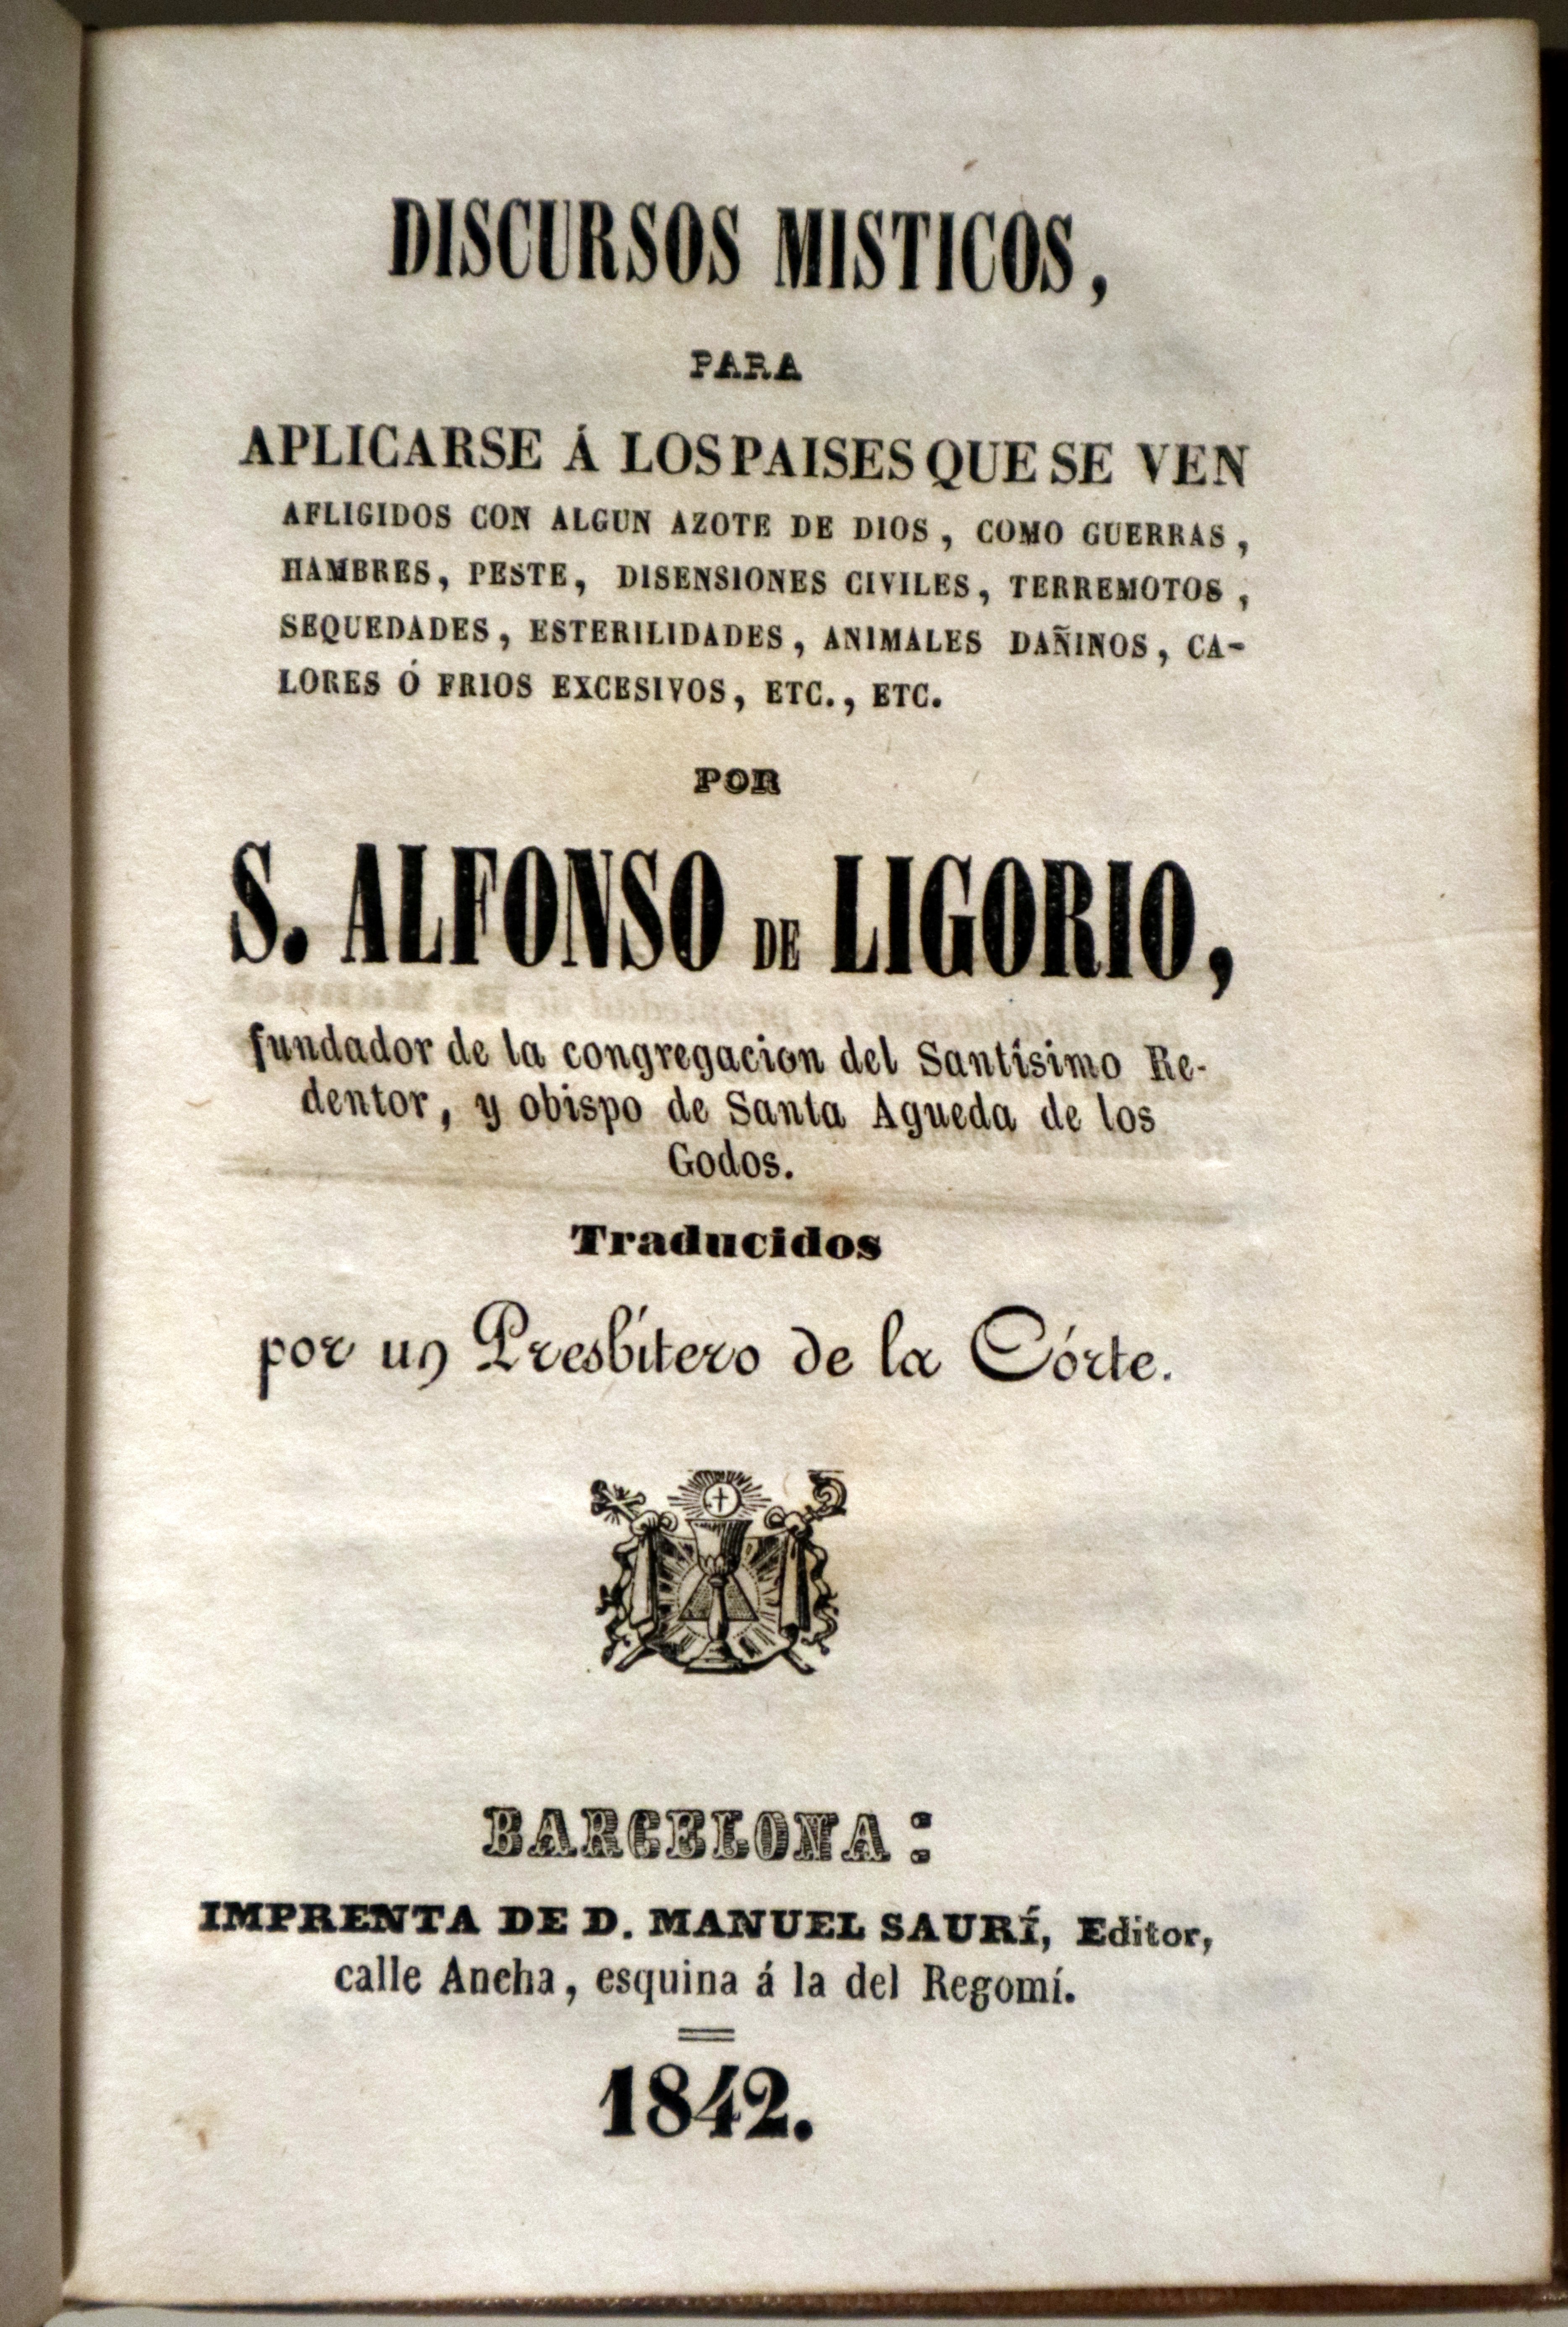 DISCURSOS MISTICOS,
PARA
APLICARSE Á LOS PAISES QUE SE VEN
AFLIGIDOS CON ALGUN AZOTE DE DIOS, COMO GUERRAS,
HAMBRES, PESTE, DISENSIONES CIVILES, TERREMOTOS,
SEQUEDADES, ESTERILIDADES, ANIMALES DAÑINOS, CA-
LORES Ó FRIOS EXCESIVOS, ETC., ETC.
POR
S. ALFONSO DE LIGORIO,
fundador de la congregacion del Santísimo Re-
dentor, y obispo de Santa Agueda de los
Godos.
Traducidos
por un Presbítero de la Córte.
BARCELONA:
IMPRENTA DE D. MANUEL SAURÍ, Editor,
calle Ancha, esquina á la del Regomí.
1842.